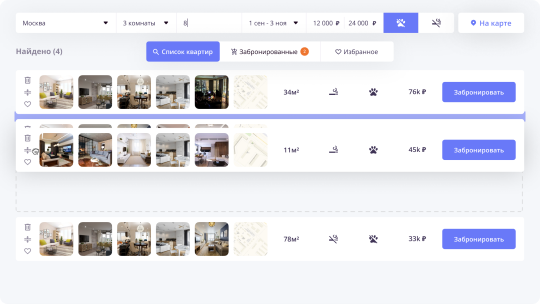 Москва 3 комнаты 8 1 сен - 3 ноя 12 000 ₽ 24 000 ₽ На карте
Найдено (4) Список квартир Забронированные Избранное
34м² 76k ₽ Забронировать
11м² 45k ₽ Забронировать
78м² 33k ₽ Забронировать